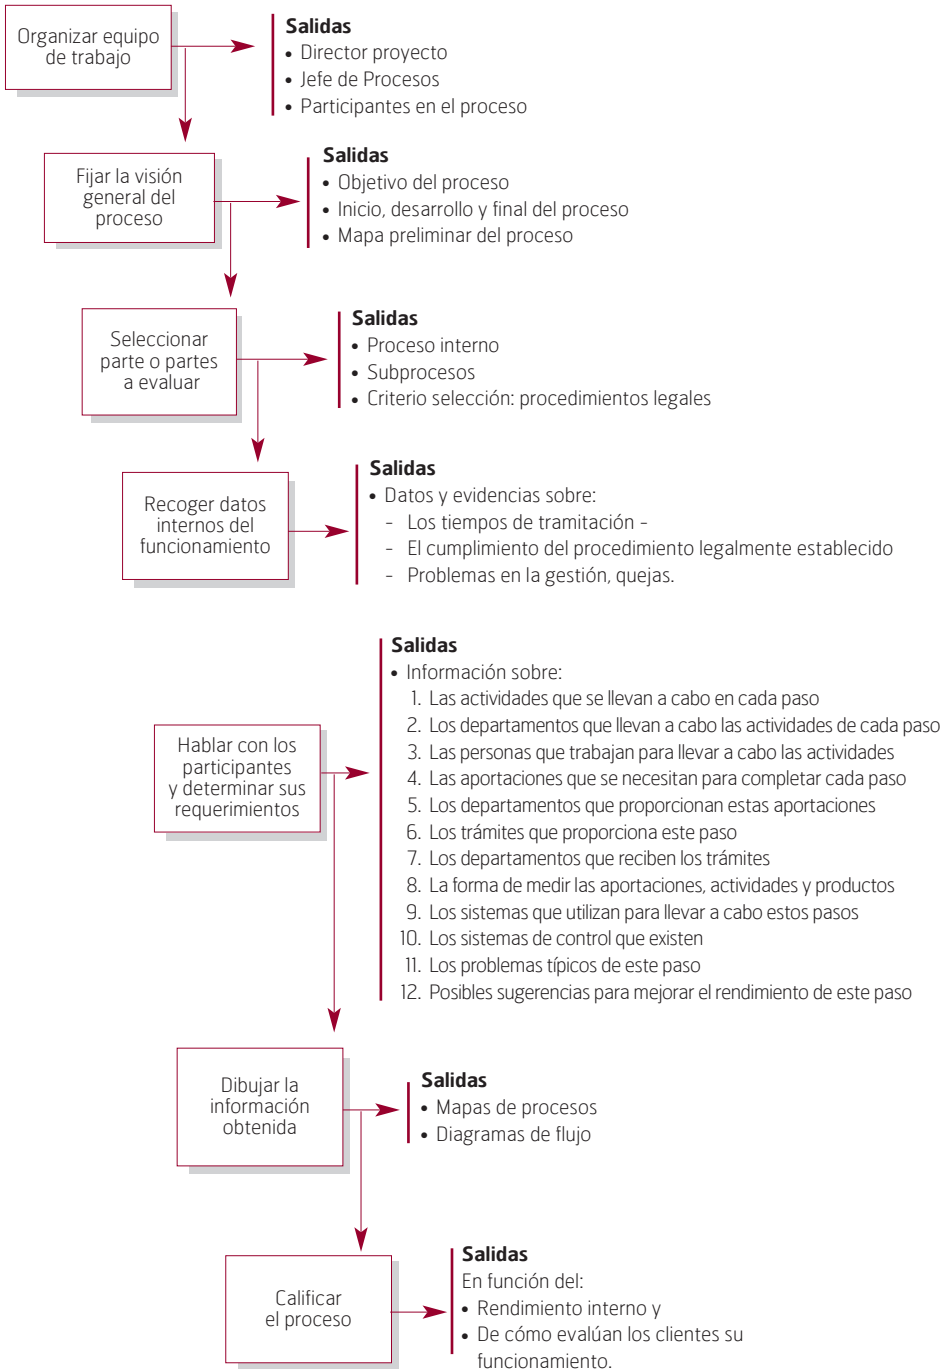 Organizar equipo
de trabajo
Salidas
• Director proyecto
• Jefe de Procesos
• Participantes en el proceso
Fijar la visión
general del
proceso
Salidas
• Objetivo del proceso
• Inicio, desarrollo y final del proceso
• Mapa preliminar del proceso
Seleccionar
parte o partes
a evaluar
Salidas
• Proceso interno
• Subprocesos
• Criterio selección: procedimientos legales
Recoger datos
internos del
funcionamiento
Salidas
• Datos y evidencias sobre:
- Los tiempos de tramitación -
- El cumplimiento del procedimiento legalmente establecido
- Problemas en la gestión, quejas.
Hablar con los
participantes
y determinar sus
requerimientos
Salidas
• Información sobre:
1. Las actividades que se llevan a cabo en cada paso
2. Los departamentos que llevan a cabo las actividades de cada paso
3. Las personas que trabajan para llevar a cabo las actividades
4. Las aportaciones que se necesitan para completar cada paso
5. Los departamentos que proporcionan estas aportaciones
6. Los trámites que proporciona este paso
7. Los departamentos que reciben los trámites
8. La forma de medir las aportaciones, actividades y productos
9. Los sistemas que utilizan para llevar a cabo estos pasos
10. Los sistemas de control que existen
11. Los problemas típicos de este paso
12. Posibles sugerencias para mejorar el rendimiento de este paso
Dibujar la
información
obtenida
Salidas
• Mapas de procesos
• Diagramas de flujo
Calificar
el proceso
Salidas
En función del:
• Rendimiento interno y
• De cómo evalúan los clientes su
funcionamiento.